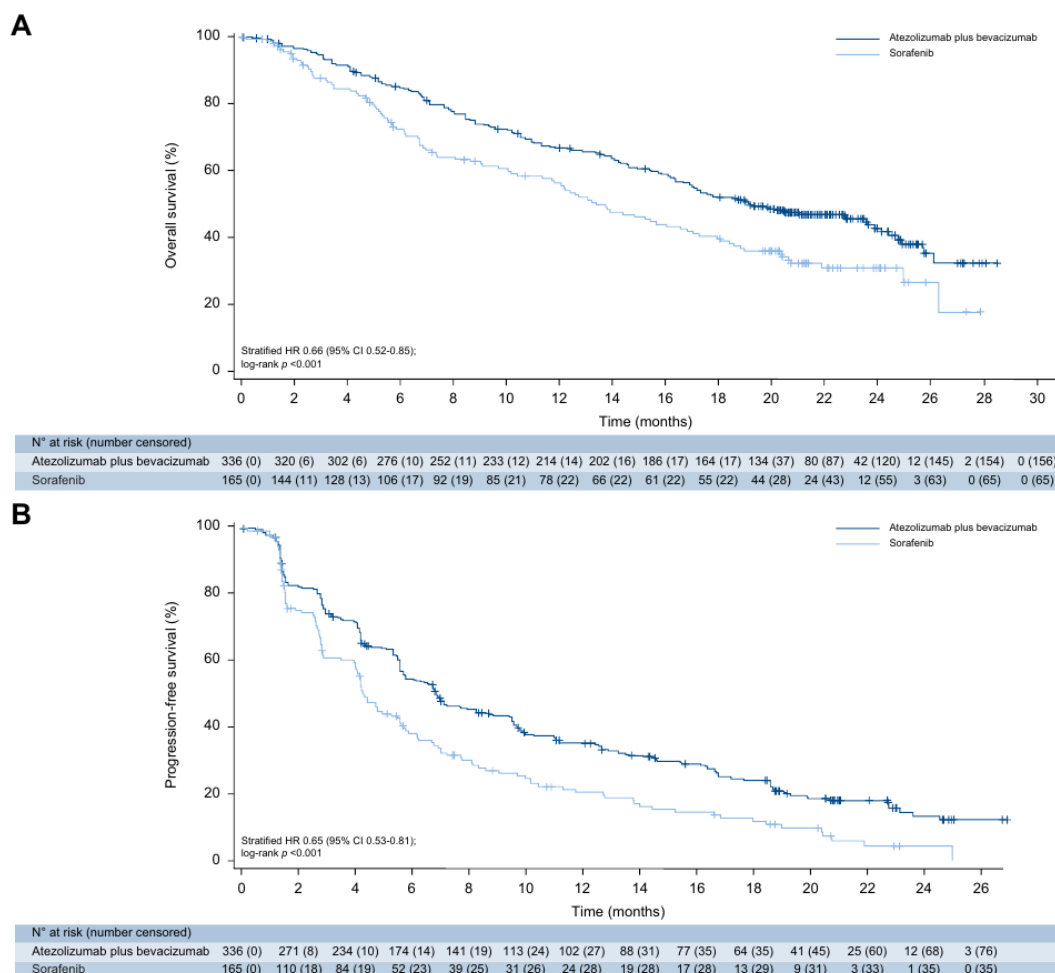 A
Atezolizumab plus bevacizumab
Sorafenib
100
80
60
40
20
0
Overall survival (%)
Stratified HR 0.66 (95% CI 0.52-0.85);
log-rank p <0.001
0 2 4 6 8 10 12 14 16 18 20 22 24 26 28 30
Time (months)
N° at risk (number censored)
Atezolizumab plus bevacizumab 336 (0) 320 (6) 302 (6) 276 (10) 252 (11) 233 (12) 214 (14) 202 (16) 186 (17) 164 (17) 134 (37) 80 (87) 42 (120) 12 (145) 2 (154) 0 (156)
Sorafenib 165 (0) 144 (11) 128 (13) 106 (17) 92 (19) 85 (21) 78 (22) 66 (22) 61 (22) 55 (22) 44 (28) 24 (43) 12 (55) 3 (63) 0 (65) 0 (65)
B
Atezolizumab plus bevacizumab
Sorafenib
100
80
60
40
20
0
Progression-free survival (%)
Stratified HR 0.65 (95% CI 0.53-0.81);
log-rank p <0.001
0 2 4 6 8 10 12 14 16 18 20 22 24 26
Time (months)
N° at risk (number censored)
Atezolizumab plus bevacizumab 336 (0) 271 (8) 234 (10) 174 (14) 141 (19) 113 (24) 102 (27) 88 (31) 77 (35) 64 (35) 41 (45) 25 (60) 12 (68) 3 (76)
Sorafenib 165 (0) 110 (18) 84 (19) 52 (23) 39 (25) 31 (26) 24 (28) 19 (28) 17 (28) 13 (29) 9 (31) 3 (33) 1 (35) 0 (35)